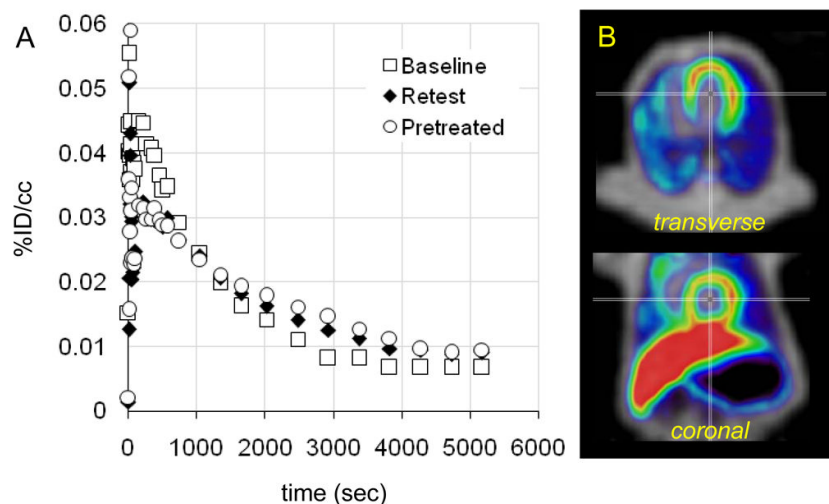 A
%ID/cc
0.06
0.05
0.04
0.03
0.02
0.01
0
□ Baseline
◆ Retest
○ Pretreated
0 1000 2000 3000 4000 5000 6000
time (sec)
B
transverse
coronal